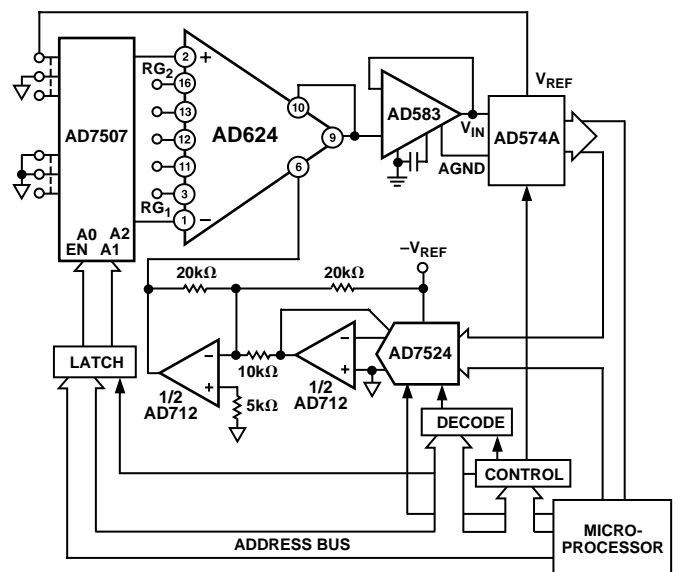 VREF
AD7507
RG2
2
+
16
13
12
11
3
RG1
1
–
AD624
10
9
6
AD583
VIN
AGND
AD574A
A0
A2
EN
A1
–VREF
20kΩ
20kΩ
LATCH
–
+
1/2
AD712
10kΩ
5kΩ
–
+
1/2
AD712
AD7524
DECODE
CONTROL
ADDRESS BUS
MICRO-
PROCESSOR